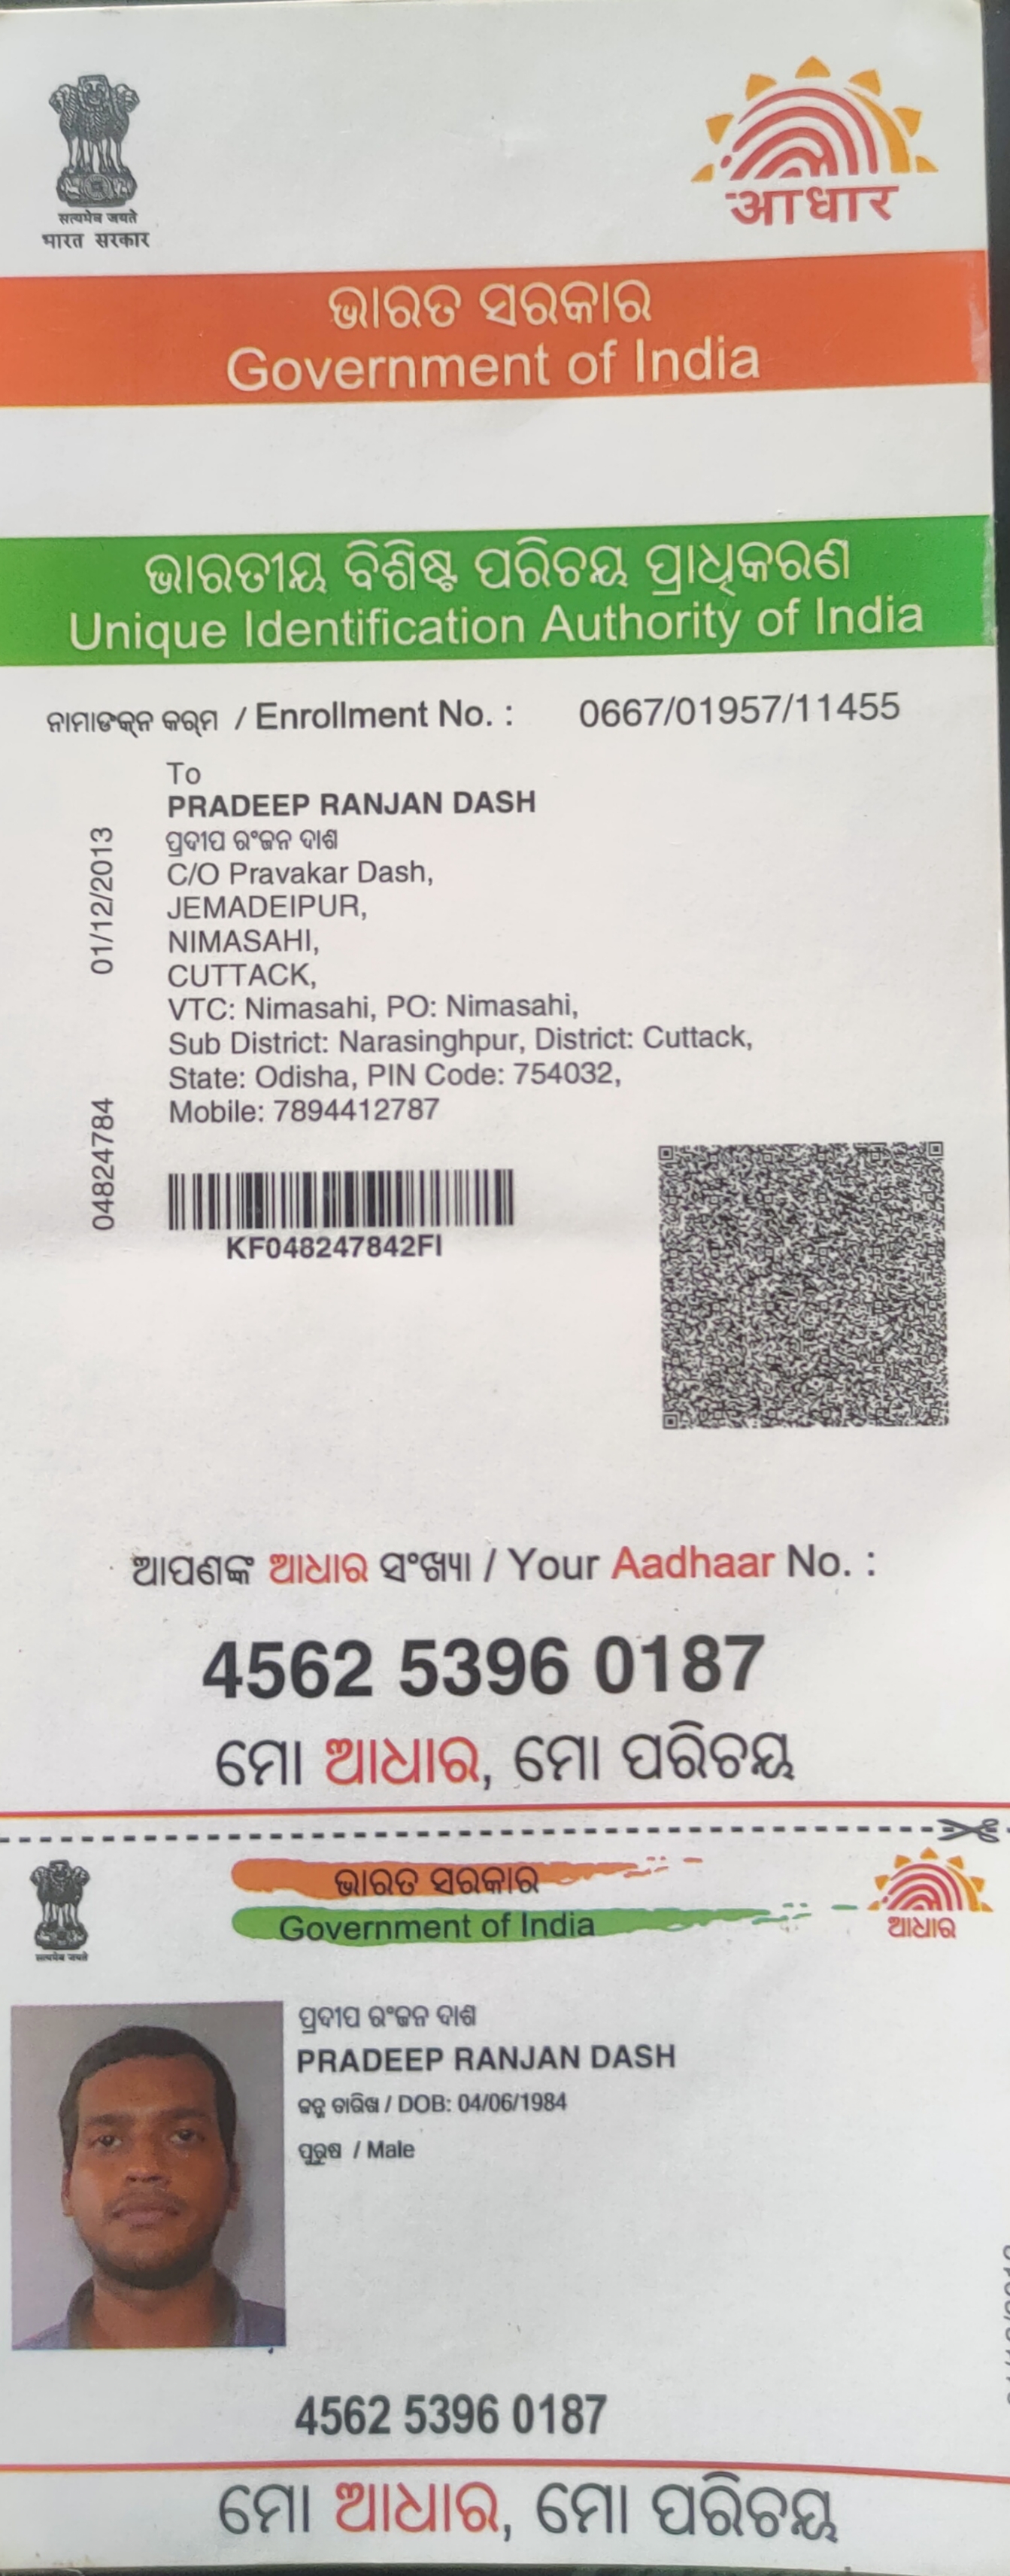 सत्यमेव जयते
भारत सरकार
आधार
ଭାରତ ସରକାର
Government of India
ଭାରତୀୟ ବିଶିଷ୍ଟ ପରିଚୟ ପ୍ରାଧିକରଣ
Unique Identification Authority of India
ନାମାଙକ୍ନ କର୍ମ / Enrollment No. : 0667/01957/11455
To
PRADEEP RANJAN DASH
ପ୍ରଦୀପ ରଂଜନ ଦାଶ
C/O Pravakar Dash,
JEMADEIPUR,
NIMASAHI,
CUTTACK,
VTC: Nimasahi, PO: Nimasahi,
Sub District: Narasinghpur, District: Cuttack,
State: Odisha, PIN Code: 754032,
Mobile: 7894412787
01/12/2013
04824784
KF048247842FI
ଆପଣଙ୍କ ଆଧାର ସଂଖ୍ୟା / Your Aadhaar No. :
4562 5396 0187
ମୋ ଆଧାର, ମୋ ପରିଚୟ
सत्यमेव जयते
ଭାରତ ସରକାର
Government of India
ଆଧାର
ପ୍ରଦୀପ ରଂଜନ ଦାଶ
PRADEEP RANJAN DASH
ଜନ୍ମ ତାରିଖ / DOB: 04/06/1984
ପୁରୁଷ / Male
4562 5396 0187
ମୋ ଆଧାର, ମୋ ପରିଚୟ